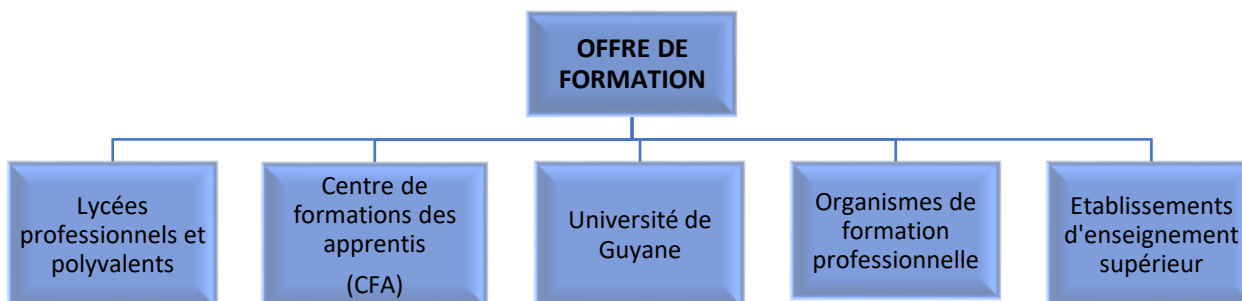 OFFRE DE
FORMATION
Lycées
professionnels et
polyvalents
Centre de
formations des
apprentis
(CFA)
Université de
Guyane
Organismes de
formation
professionnelle
Etablissements
d'enseignement
supérieur